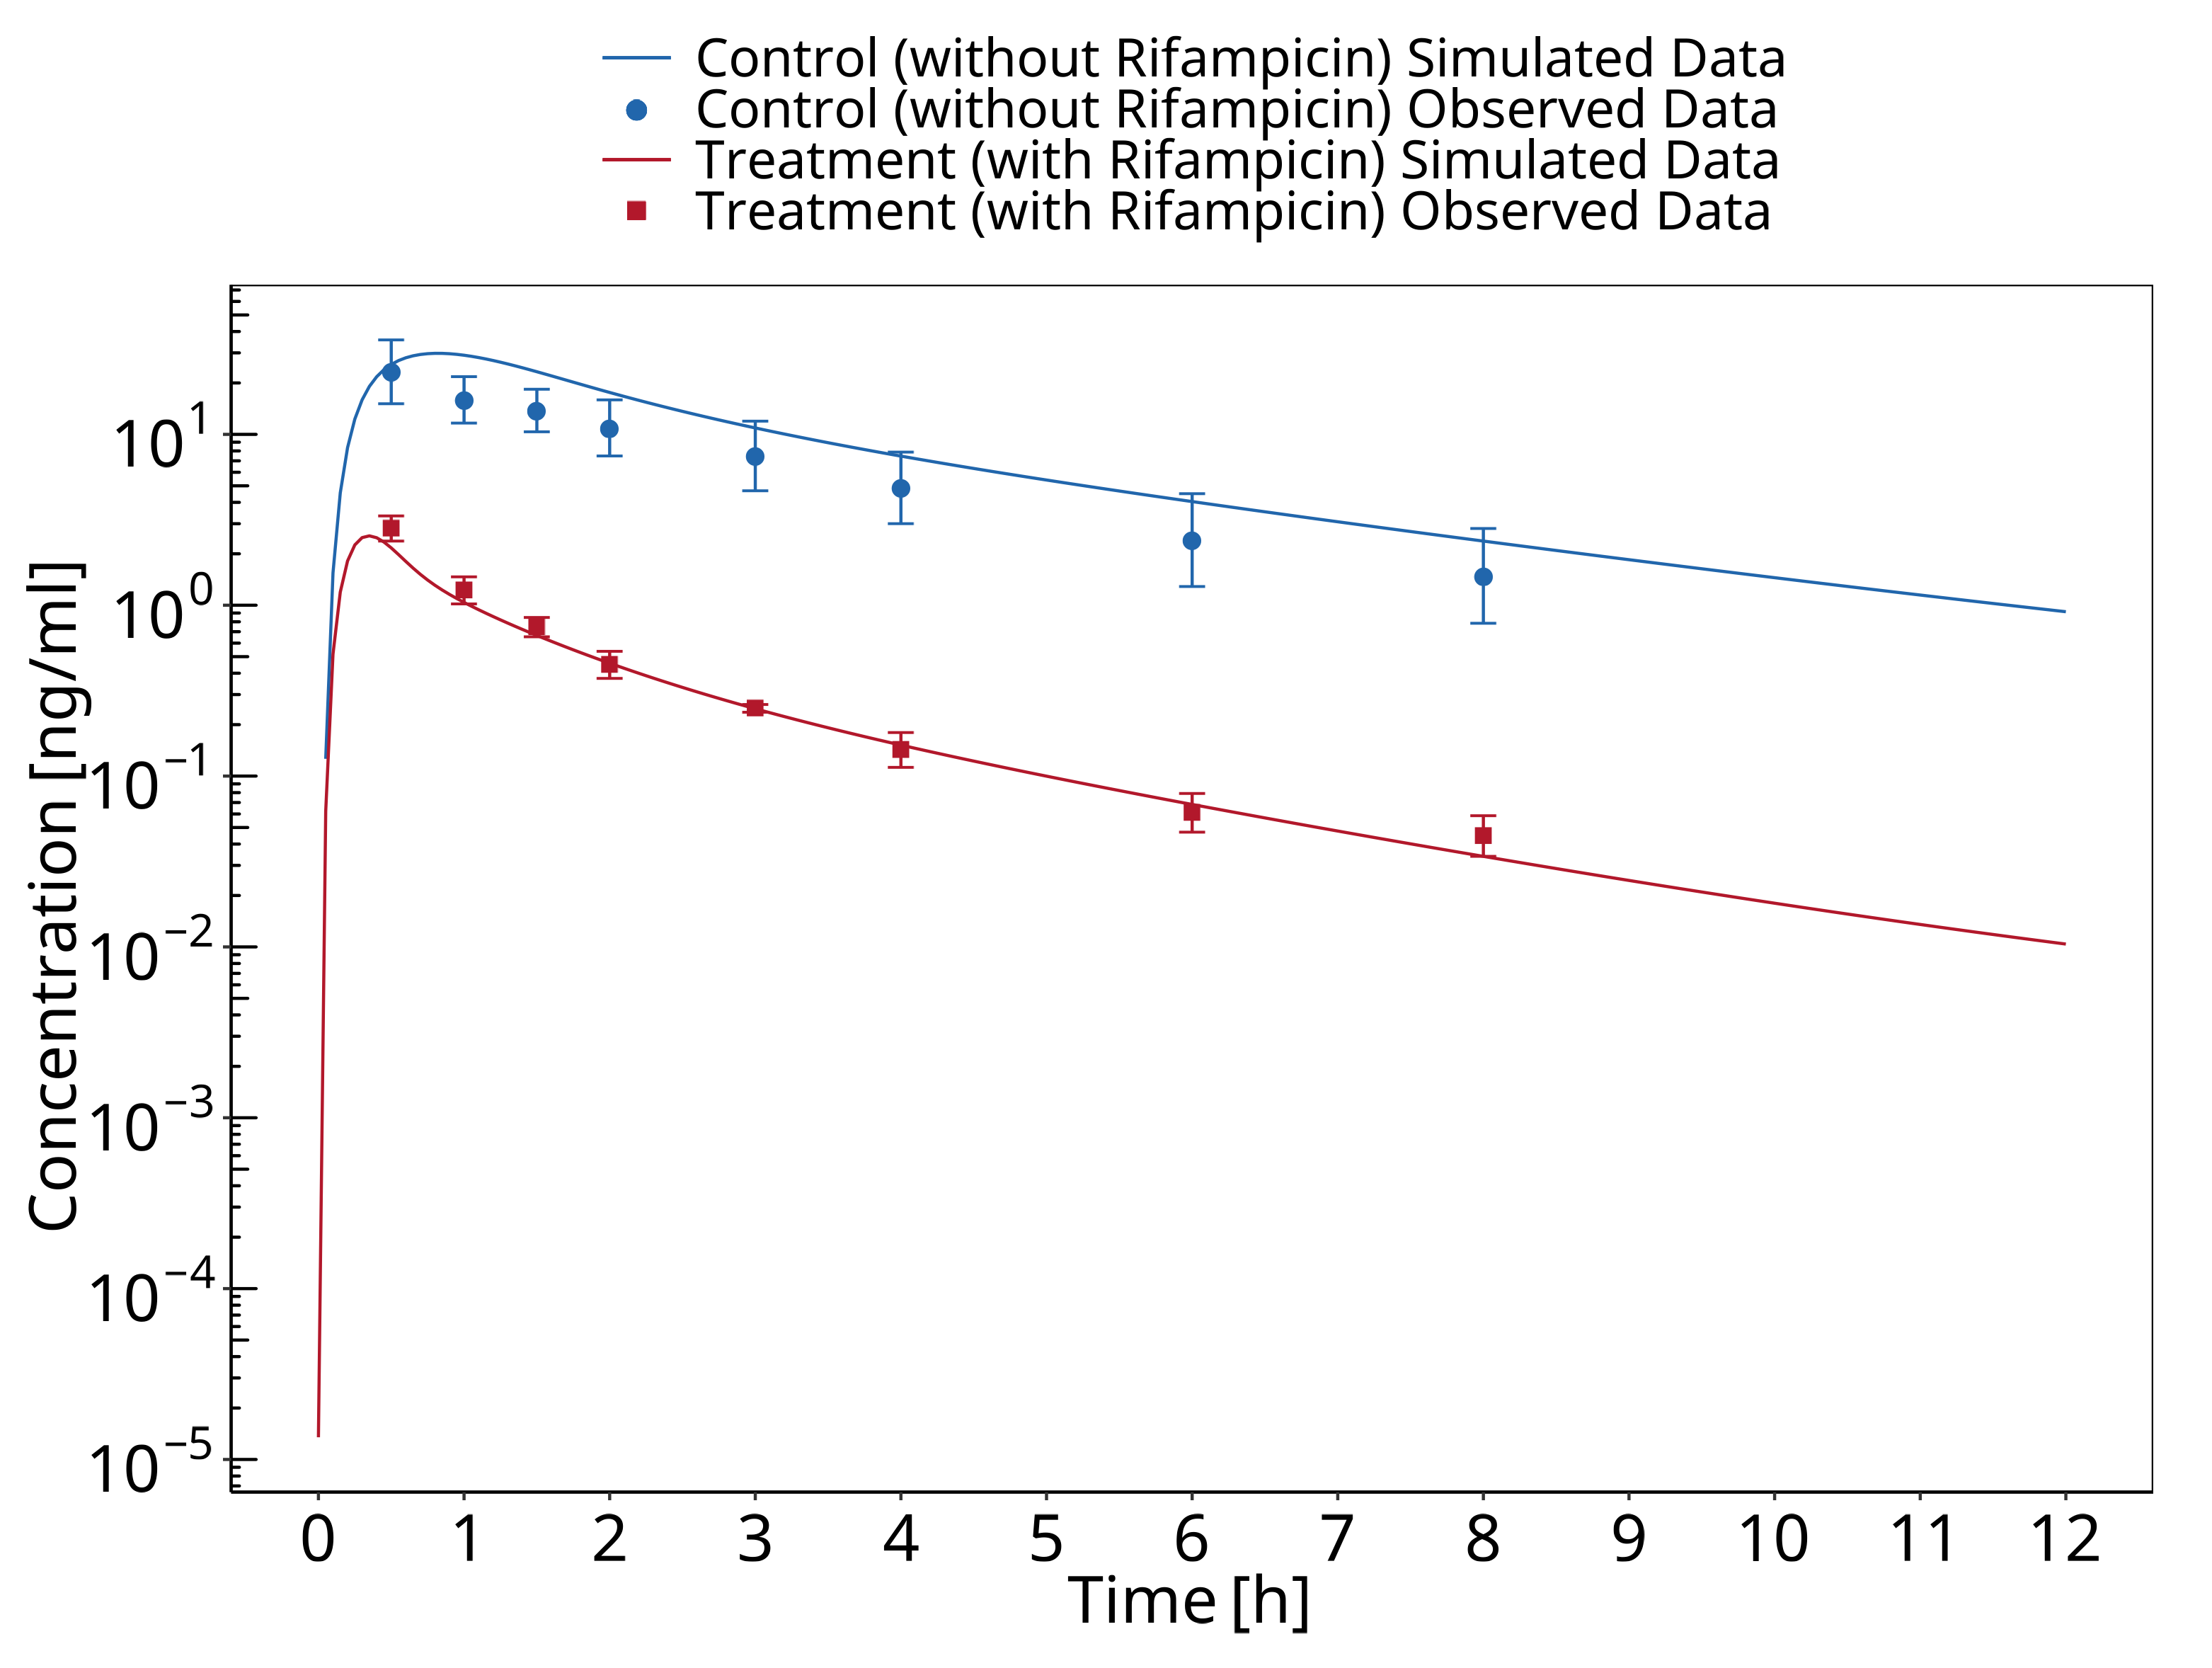 Control (without Rifampicin) Simulated Data
Control (without Rifampicin) Observed Data
Treatment (with Rifampicin) Simulated Data
Treatment (with Rifampicin) Observed Data
Concentration [ng/ml]
10^1
10^0
10^−1
10^−2
10^−3
10^−4
10^−5
0 1 2 3 4 5 6 7 8 9 10 11 12
Time [h]